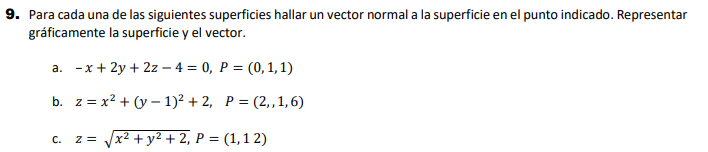 9. Para cada una de las siguientes superficies hallar un vector normal a la superficie en el punto indicado. Representar
gráficamente la superficie y el vector.
a. −x + 2y + 2z − 4 = 0, P = (0, 1, 1)
b. z = x² + (y − 1)² + 2, P = (2, , 1, 6)
c. z = √(x² + y² + 2), P = (1, 1 2)